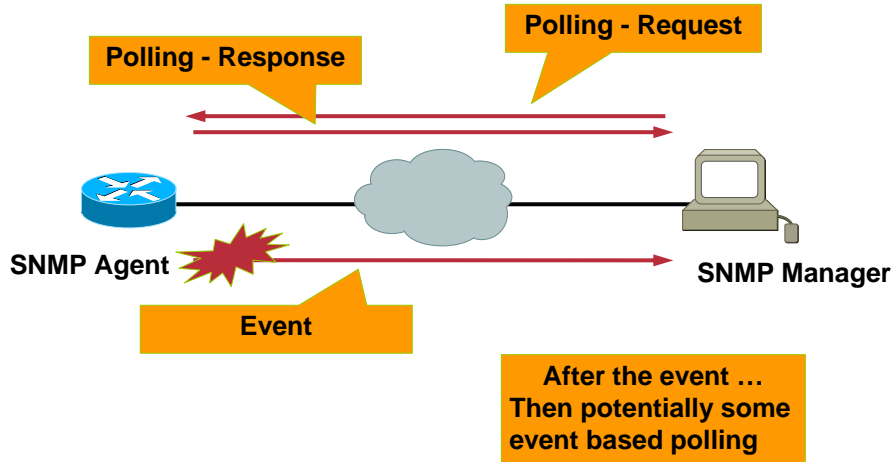 Polling - Request
Polling - Response
SNMP Agent
SNMP Manager
Event
After the event …
Then potentially some
event based polling